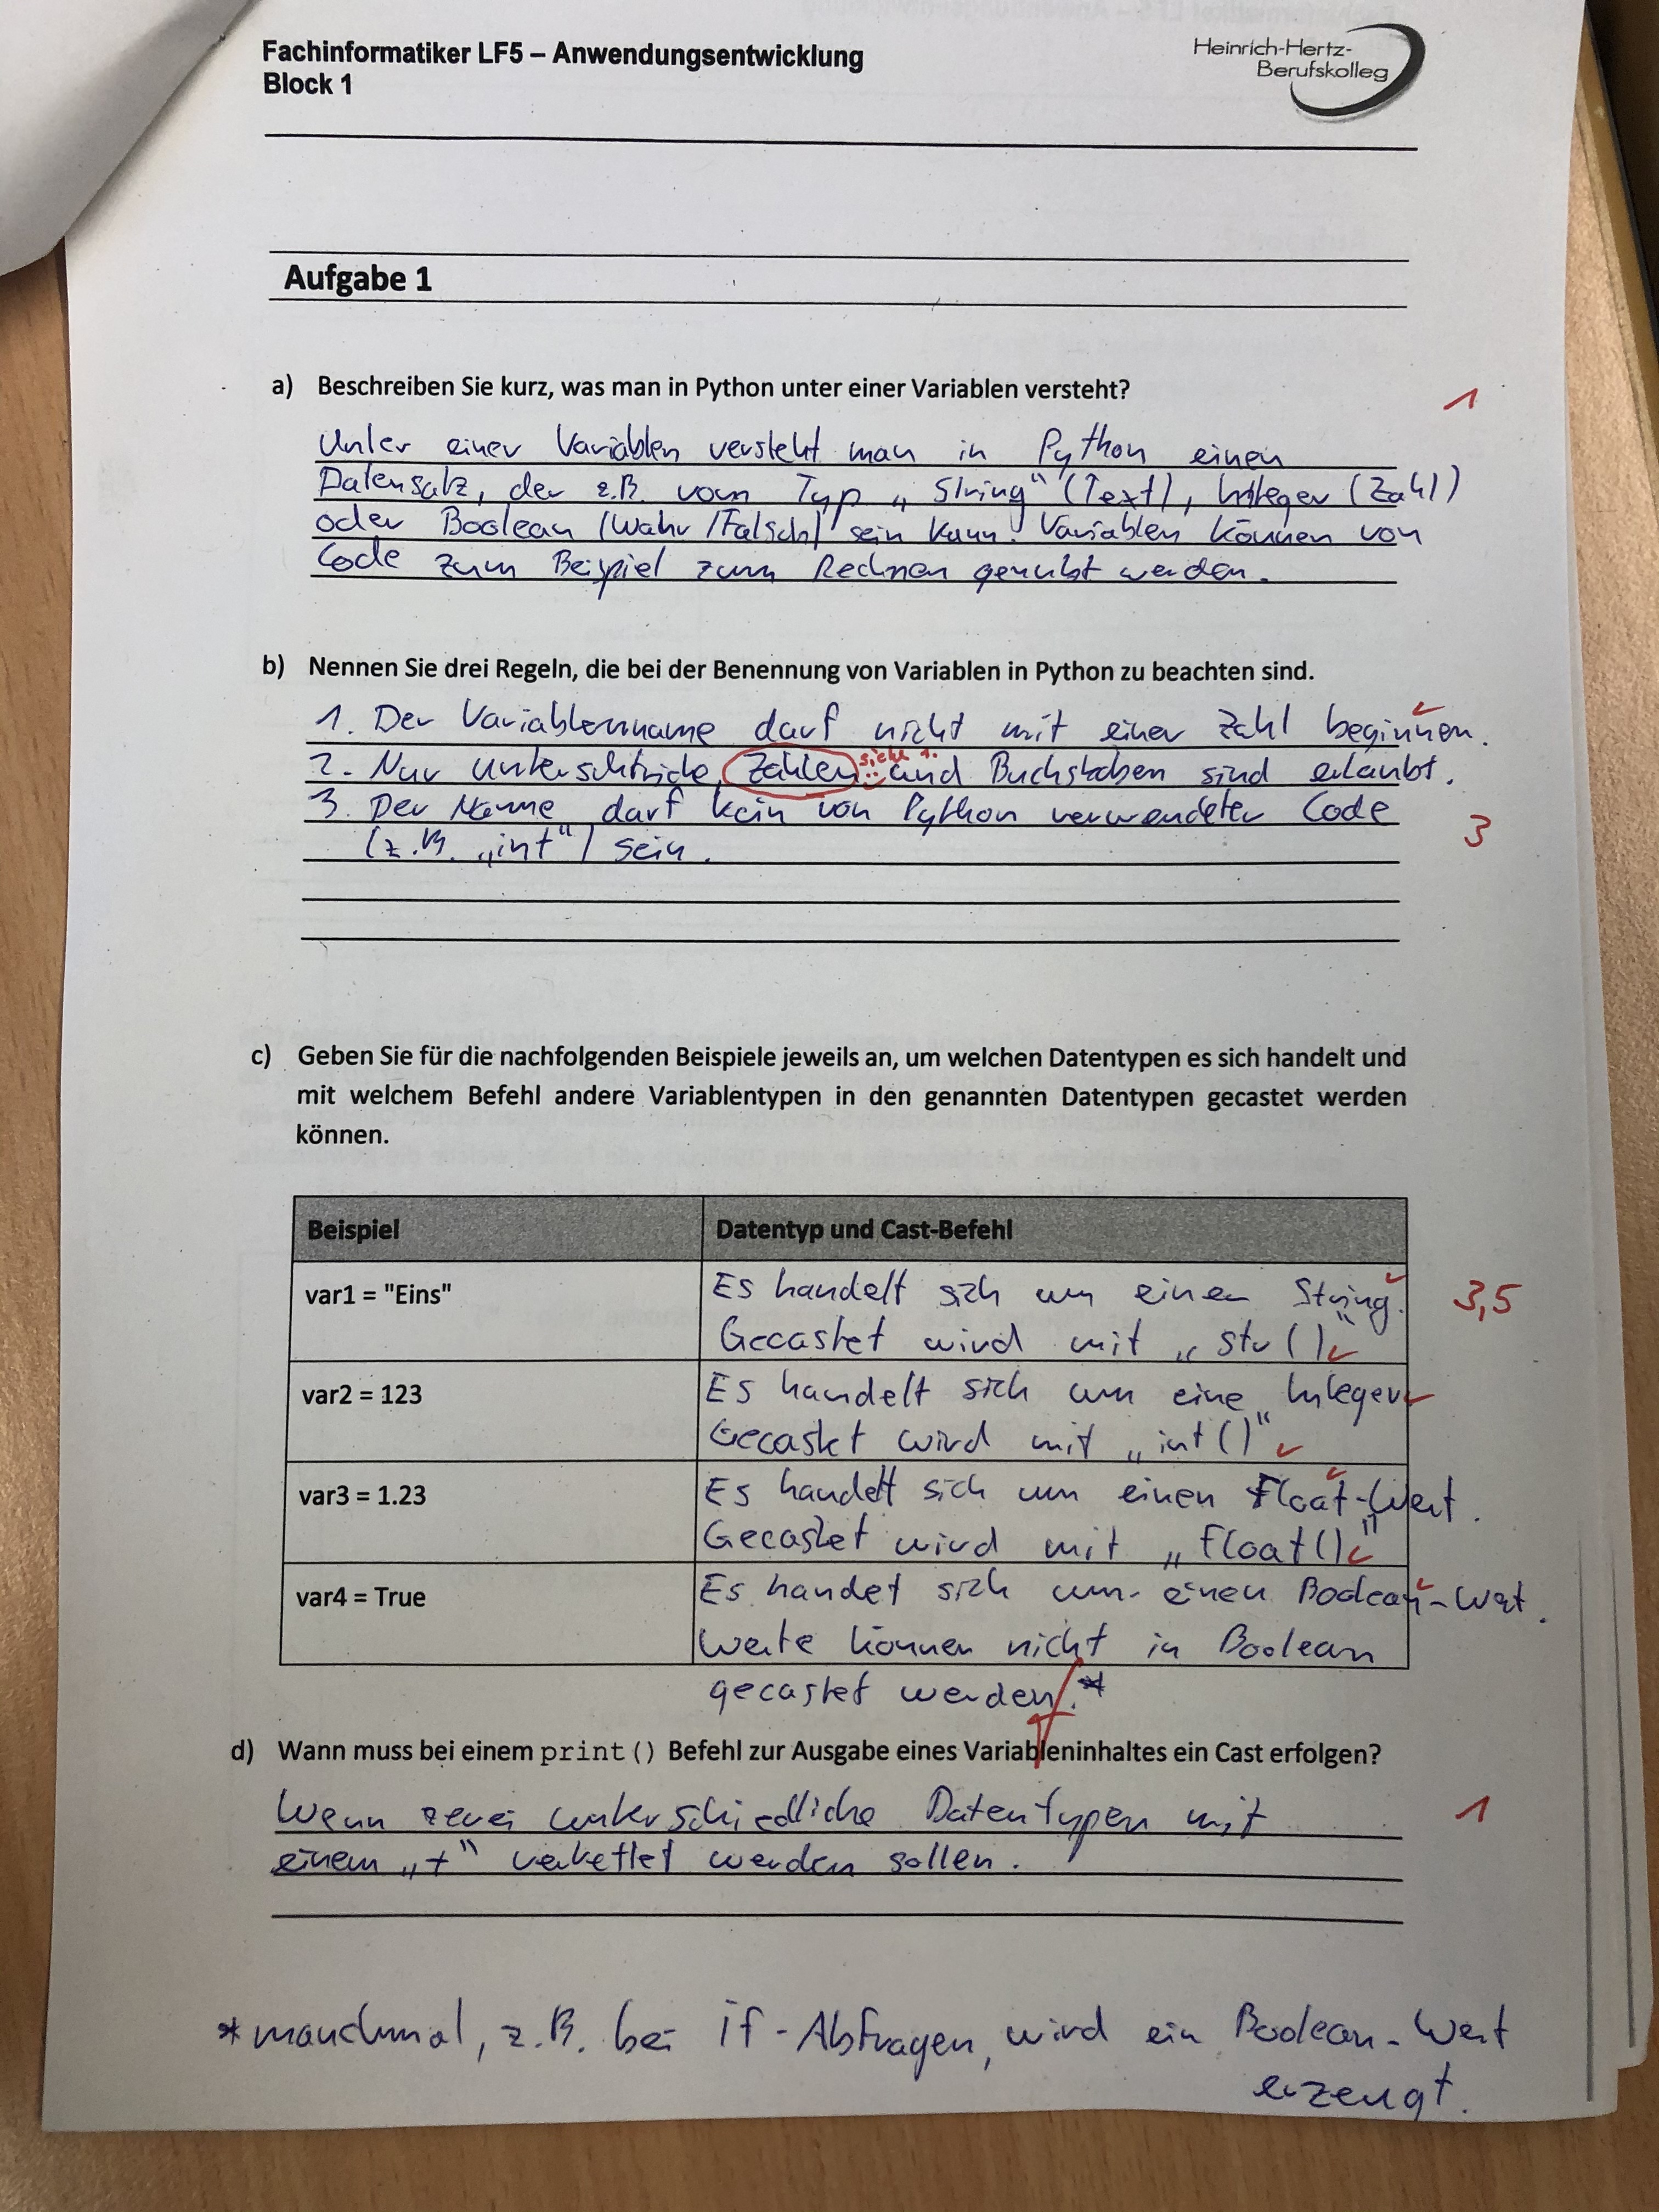 Fachinformatiker LF5 – Anwendungsentwicklung
Block 1
Heinrich-Hertz-
Berufskolleg
Aufgabe 1
a) Beschreiben Sie kurz, was man in Python unter einer Variablen versteht?
1
Unter einer Variablen versteht man in Python einen
Datensatz, der z.B. vom Typ „String" (Text), Integer (Zahl)
oder Boolean (Wahr/Falsch) sein kann. Variablen können von
Code zum Beispiel zum Rechnen genutzt werden.
b) Nennen Sie drei Regeln, die bei der Benennung von Variablen in Python zu beachten sind.
1. Der Variablenname darf nicht mit einer Zahl beginnen.
siehe 1.
2. Nur Unterschtriche, Zahlen und Buchstaben sind erlaubt.
3. Der Name darf kein von Python verwendeter Code
(z.B. „int") sein.
3
c) Geben Sie für die nachfolgenden Beispiele jeweils an, um welchen Datentypen es sich handelt und
mit welchem Befehl andere Variablentypen in den genannten Datentypen gecastet werden
können.
Beispiel Datentyp und Cast-Befehl
var1 = "Eins" Es handelt sich um einen String.
Gecastet wird mit „str()"
3,5
var2 = 123 Es handelt sich um eine Integer
Gecastet wird mit „int()"
var3 = 1.23 Es handelt sich um einen Float-Wert.
Gecastet wird mit „float()"
var4 = True Es handet sich um einen Boolean-Wert.
Werte können nicht in Boolean
gecastet werden.*
f
d) Wann muss bei einem print() Befehl zur Ausgabe eines Variableninhaltes ein Cast erfolgen?
Wenn zwei unterschiedliche Datentypen mit
einem „+" verkettet werden sollen.
1
* manchmal, z.B. bei if-Abfragen, wird ein Boolean-Wert
erzeugt.